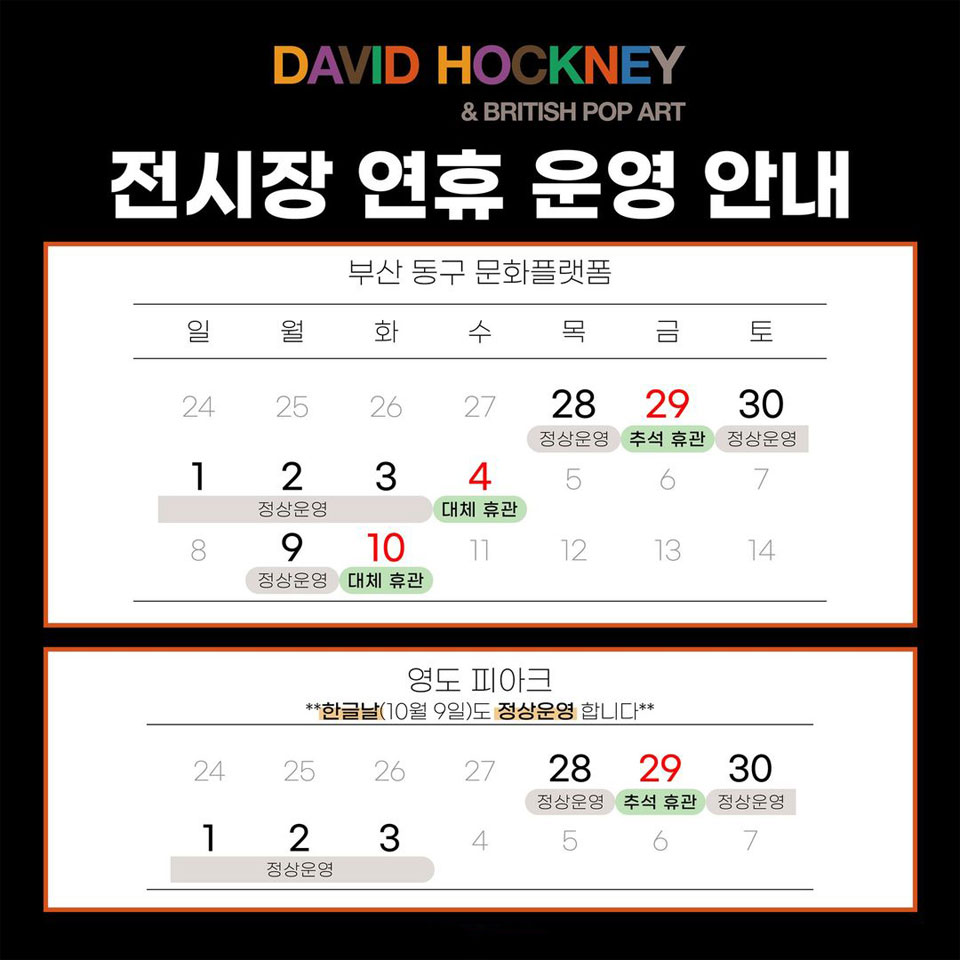 DAVID HOCKNEY
& BRITISH POP ART
전시장 연휴 운영 안내
부산 동구 문화플랫폼
일 월 화 수 목 금 토
24 25 26 27 28 29 30
정상운영 추석 휴관 정상운영
1 2 3 4 5 6 7
정상운영 대체 휴관
8 9 10 11 12 13 14
정상운영 대체 휴관
영도 피아크
**한글날(10월 9일)도 정상운영 합니다**
24 25 26 27 28 29 30
정상운영 추석 휴관 정상운영
1 2 3 4 5 6 7
정상운영